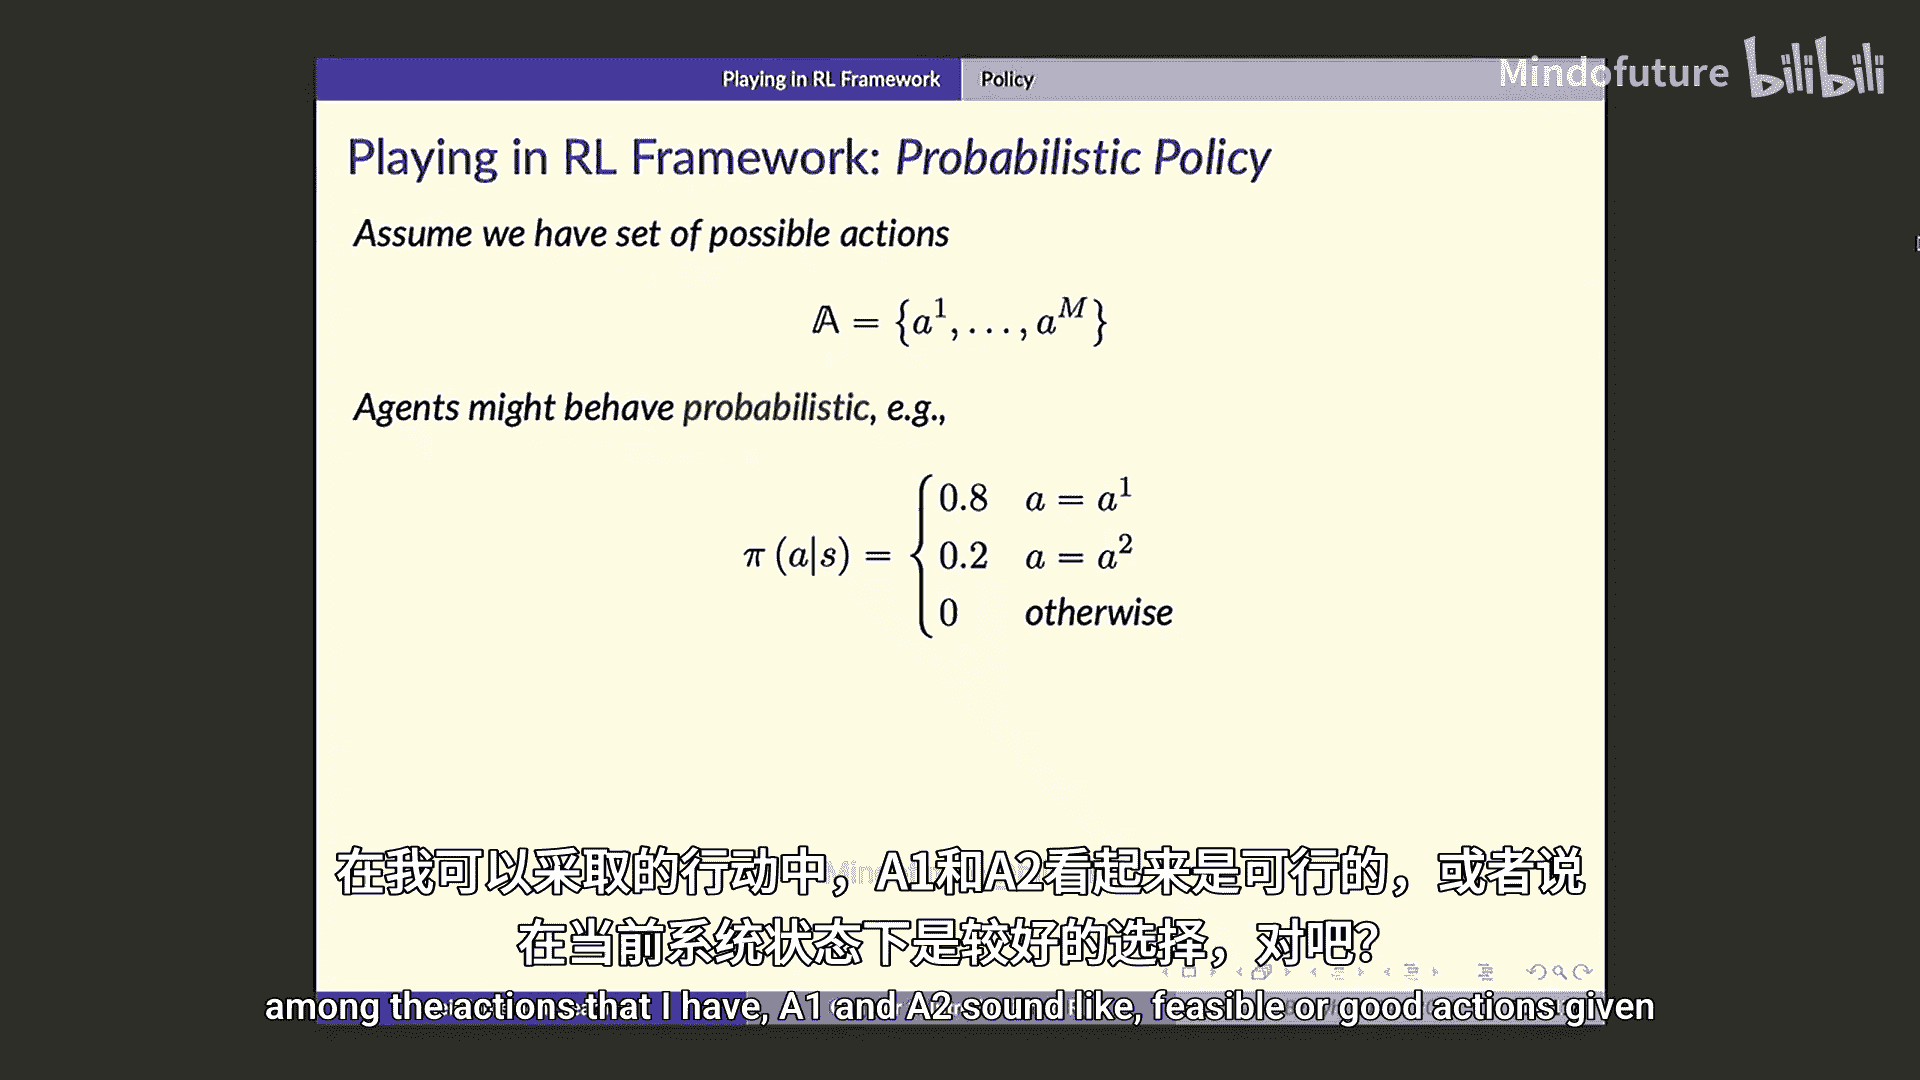 Playing in RL Framework Policy
Mindofuture bilibili
Playing in RL Framework: Probabilistic Policy
Assume we have set of possible actions
𝔸 = {a¹, . . . , aᴹ}
Agents might behave probabilistic, e.g.,
π (a|s) = { 0.8 a = a¹
0.2 a = a²
0 otherwise
在我可以采取的行动中，A1和A2看起来是可行的，或者说
在当前系统状态下是较好的选择，对吧？
among the actions that I have, A1 and A2 sound like, feasible or good actions given